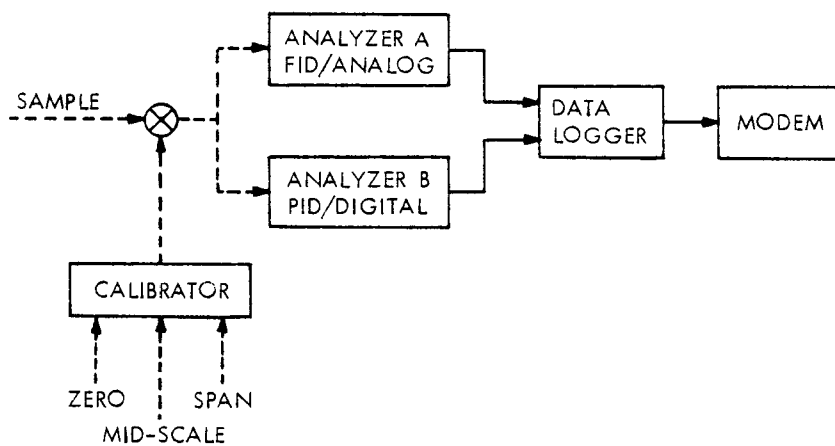 ANALYZER A
FID/ANALOG
SAMPLE
DATA
LOGGER
MODEM
ANALYZER B
PID/DIGITAL
CALIBRATOR
ZERO
SPAN
MID-SCALE